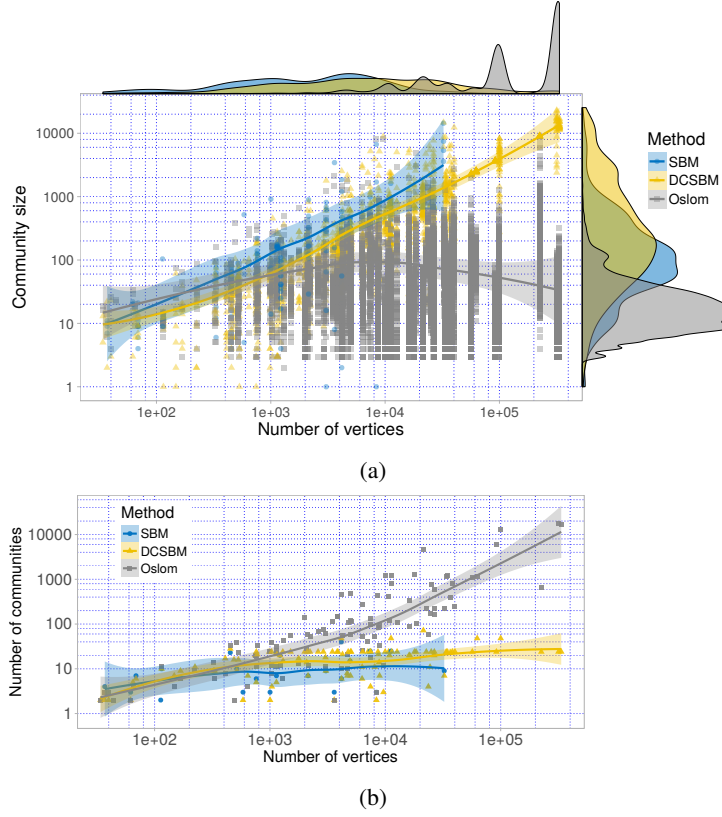 10000
1000
100
10
1
Community size
1e+02 1e+03 1e+04 1e+05
Number of vertices
Method
SBM
DCSBM
Oslom
(a)
Method
SBM
DCSBM
Oslom
10000
1000
100
10
1
Number of communities
1e+02 1e+03 1e+04 1e+05
Number of vertices
(b)